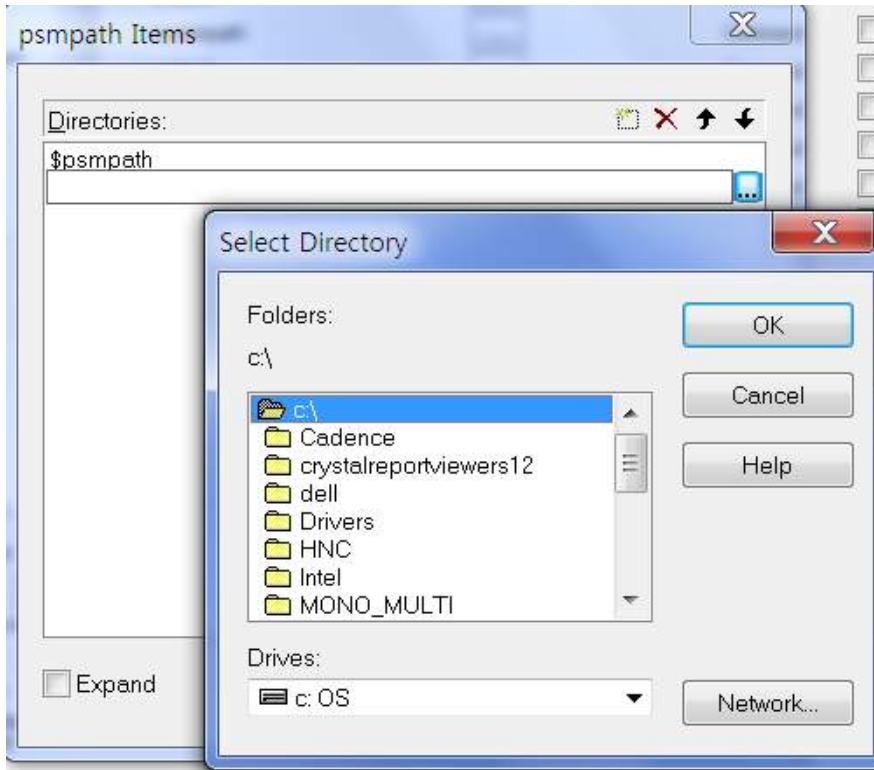 psmpath Items
Directories:
$psmpath
...
Select Directory
Folders:
c:\
c:\
Cadence
crystalreportviewers12
dell
Drivers
HNC
Intel
MONO_MULTI
OK
Cancel
Help
Drives:
c: OS
Network...
Expand